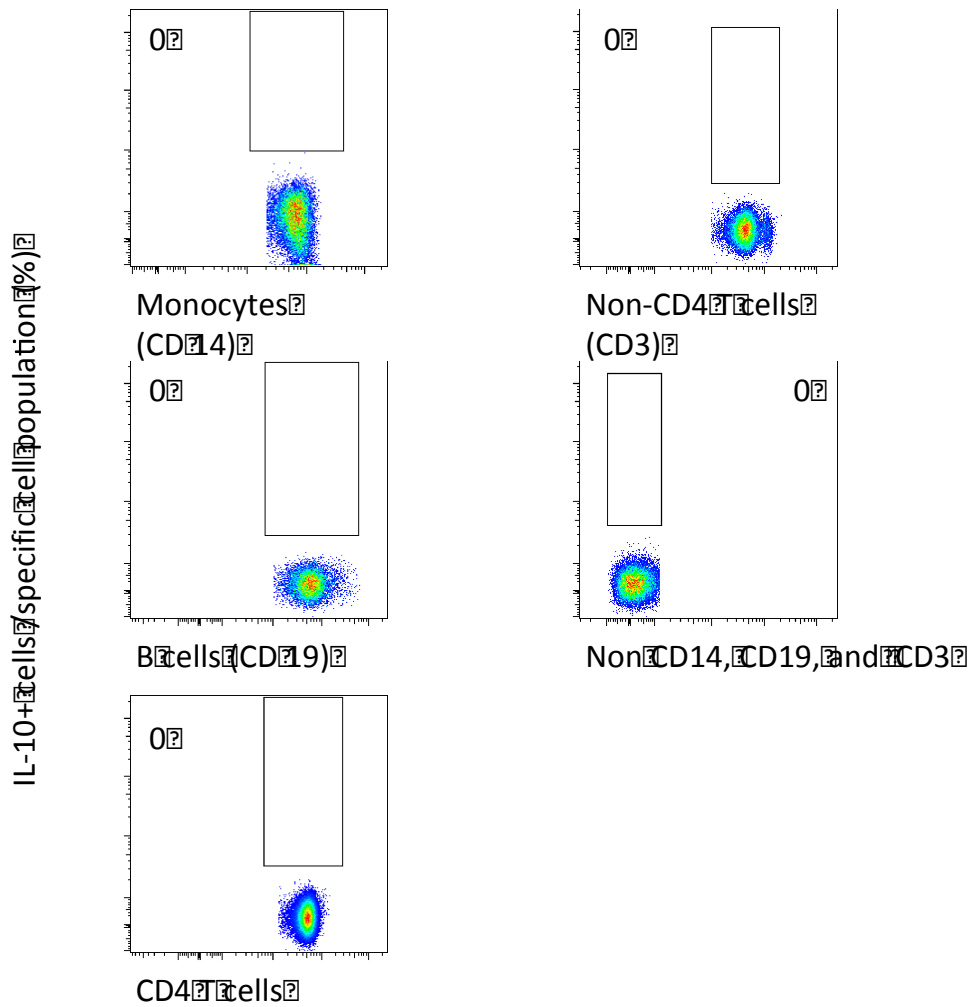 IL-10+⍰cells⍰/specific⍰cell⍰population⍰(%)⍰
0⍰
0⍰
Monocytes⍰
(CD⍰14)⍰
Non-CD4⍰T⍰cells⍰
(CD3)⍰
0⍰
0⍰
B⍰cells⍰(CD⍰19)⍰
Non⍰CD14,⍰CD19,⍰and⍰CD3
0⍰
CD4⍰T⍰cells⍰